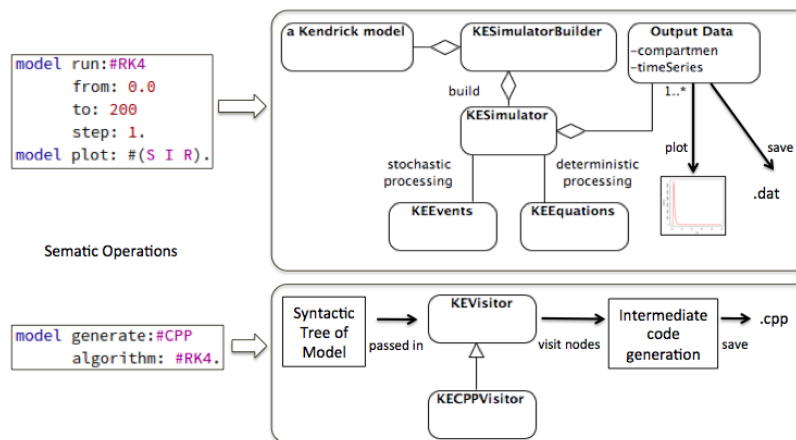 model run:#RK4
from: 0.0
to: 200
step: 1.
model plot: #(S I R).
a Kendrick model
KESimulatorBuilder
Output Data
-compartmen
-timeSeries
build
1..*
KESimulator
plot
save
stochastic
processing
deterministic
processing
.dat
KEEvents
KEEquations
Sematic Operations
model generate:#CPP
algorithm: #RK4.
Syntactic
Tree of
Model
passed in
KEVisitor
visit nodes
Intermediate
code
generation
save
.cpp
KECPPVisitor